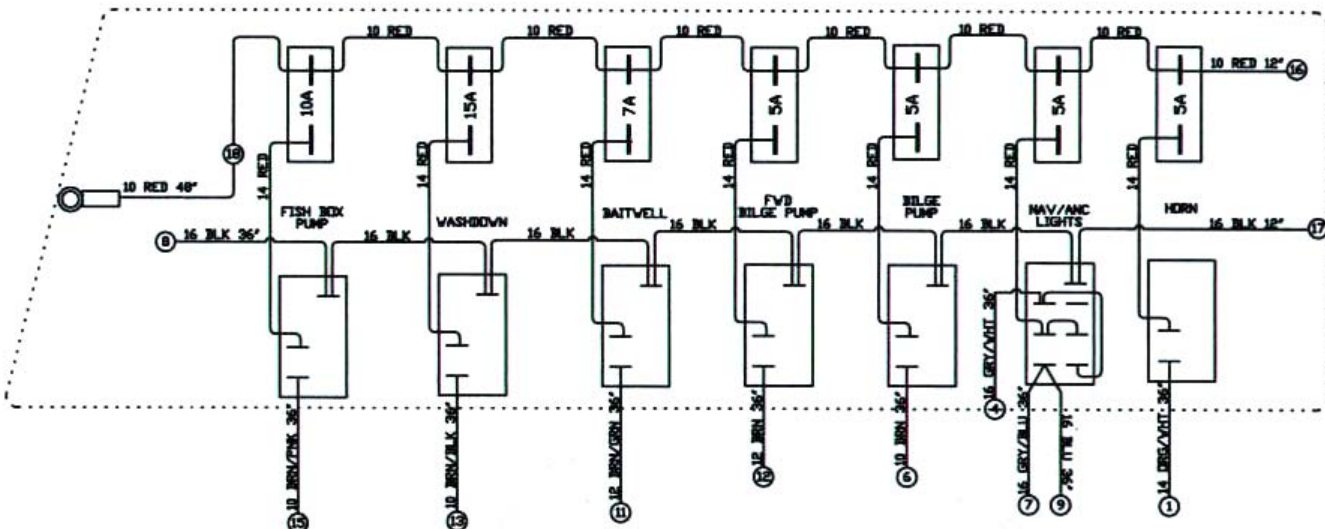 10 RED
10 RED
10 RED
10 RED
10 RED
10 RED
10 RED 12"
16
10A
15A
7A
5A
5A
5A
5A
18
10 RED 48"
14 RED
14 RED
14 RED
14 RED
14 RED
14 RED
14 RED
FISH BOX
PUMP
WASHDOWN
BAITWELL
FWD
BILGE PUMP
BILGE
PUMP
NAV/ANC
LIGHTS
HORN
8
16 BLK 36"
16 BLK
16 BLK
16 BLK
16 BLK
16 BLK
16 BLK 12"
17
16 GRY/WHT 36"
4
10 BRN/PNK 36"
15
10 BRN/BLK 36"
13
12 BRN/GRN 36"
11
12 BRN 36"
12
10 BRN 36"
6
16 GRY/BLU 36"
7
16 BLU 36"
9
14 ORG/WHT 36"
1